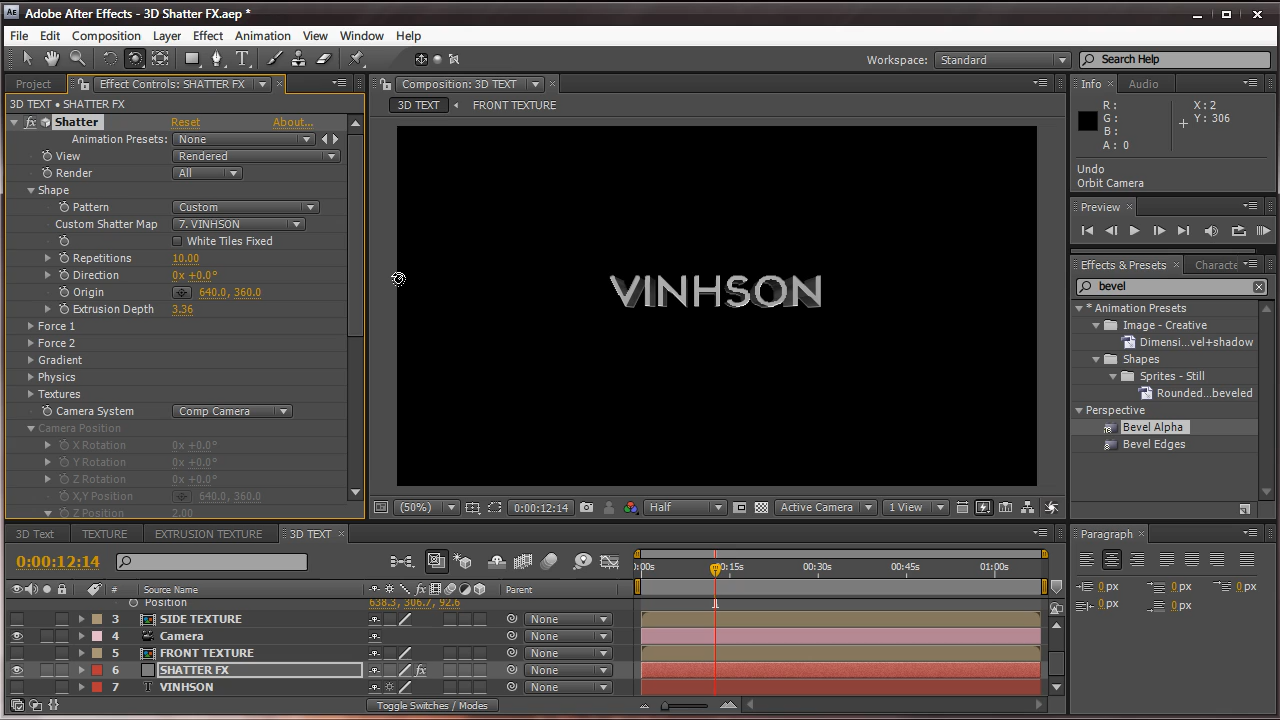 Adobe After Effects - 3D Shatter FX.aep *
File Edit Composition Layer Effect Animation View Window Help
Workspace: Standard Search Help
Project Effect Controls: SHATTER FX
3D TEXT • SHATTER FX
Shatter Reset About...
Animation Presets: None
View Rendered
Render All
Shape
Pattern Custom
Custom Shatter Map 7. VINHSON
White Tiles Fixed
Repetitions 10.00
Direction 0x +0.0°
Origin 640.0, 360.0
Extrusion Depth 3.36
Force 1
Force 2
Gradient
Physics
Textures
Camera System Comp Camera
Camera Position
X Rotation 0x +0.0°
Y Rotation 0x +0.0°
Z Rotation 0x +0.0°
X,Y Position 640.0, 360.0
Z Position 2.00
Composition: 3D TEXT
3D TEXT FRONT TEXTURE
VINHSON
(50%) 0:00:12:14 Half Active Camera 1 View
Info Audio
R : X : 2
G : Y : 306
B :
A : 0
Undo
Orbit Camera
Preview
Effects & Presets Characte
bevel
* Animation Presets
Image - Creative
Dimensi...vel+shadow
Shapes
Sprites - Still
Rounded...beveled
Perspective
Bevel Alpha
Bevel Edges
3D Text TEXTURE EXTRUSION TEXTURE 3D TEXT
0:00:12:14
:00s 00:15s 00:30s 00:45s 01:00s
# Source Name Parent
Position 638.3, 306.7, 92.6
3 SIDE TEXTURE None
4 Camera None
5 FRONT TEXTURE None
6 SHATTER FX fx None
7 T VINHSON None
Toggle Switches / Modes
Paragraph
0 px 0 px 0 px
0 px 0 px